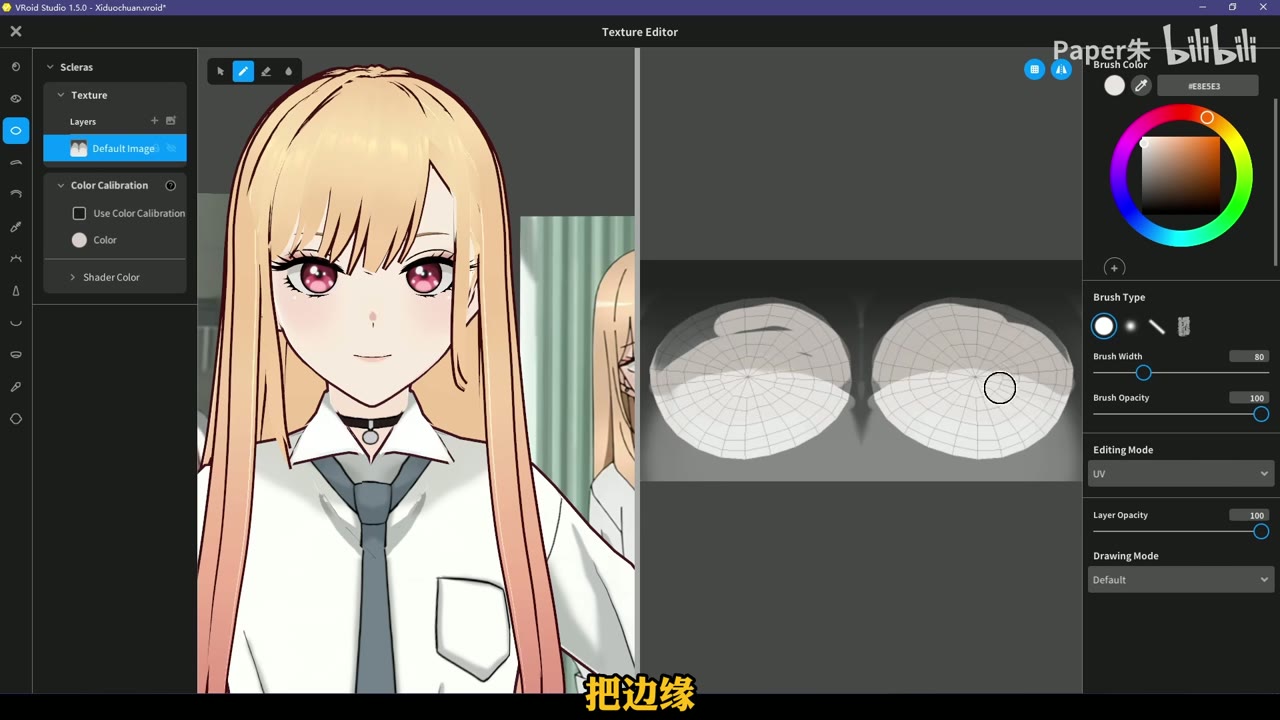 VRoid Studio 1.5.0 - Xiduochuan.vroid*
Texture Editor
Paper朱 bilibili
Scleras
Texture
Layers
Default Image
Color Calibration
Use Color Calibration
Color
Shader Color
Brush Color
#E8E5E3
Brush Type
Brush Width
80
Brush Opacity
100
Editing Mode
UV
Layer Opacity
100
Drawing Mode
Default
把边缘